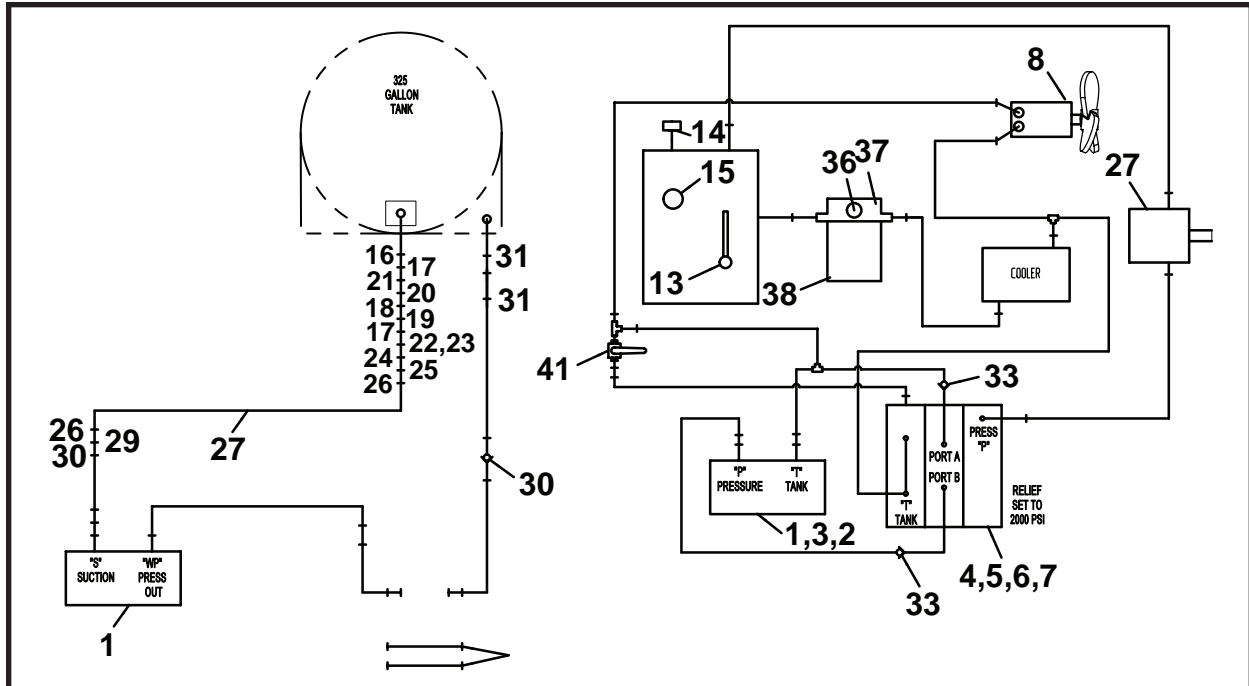 325
GALLON
TANK
16
17
21
20
18
19
17
22,23
24
25
26
31
31
26
29
30
27
30
"S"
SUCTION
"WP"
PRESS
OUT
1
8
14
15
36
37
27
13
38
COOLER
41
33
"P"
PRESSURE
"T"
TANK
1,3,2
PRESS
"P"
PORT A
PORT B
"T"
TANK
RELIEF
SET TO
2000 PSI
4,5,6,7
33